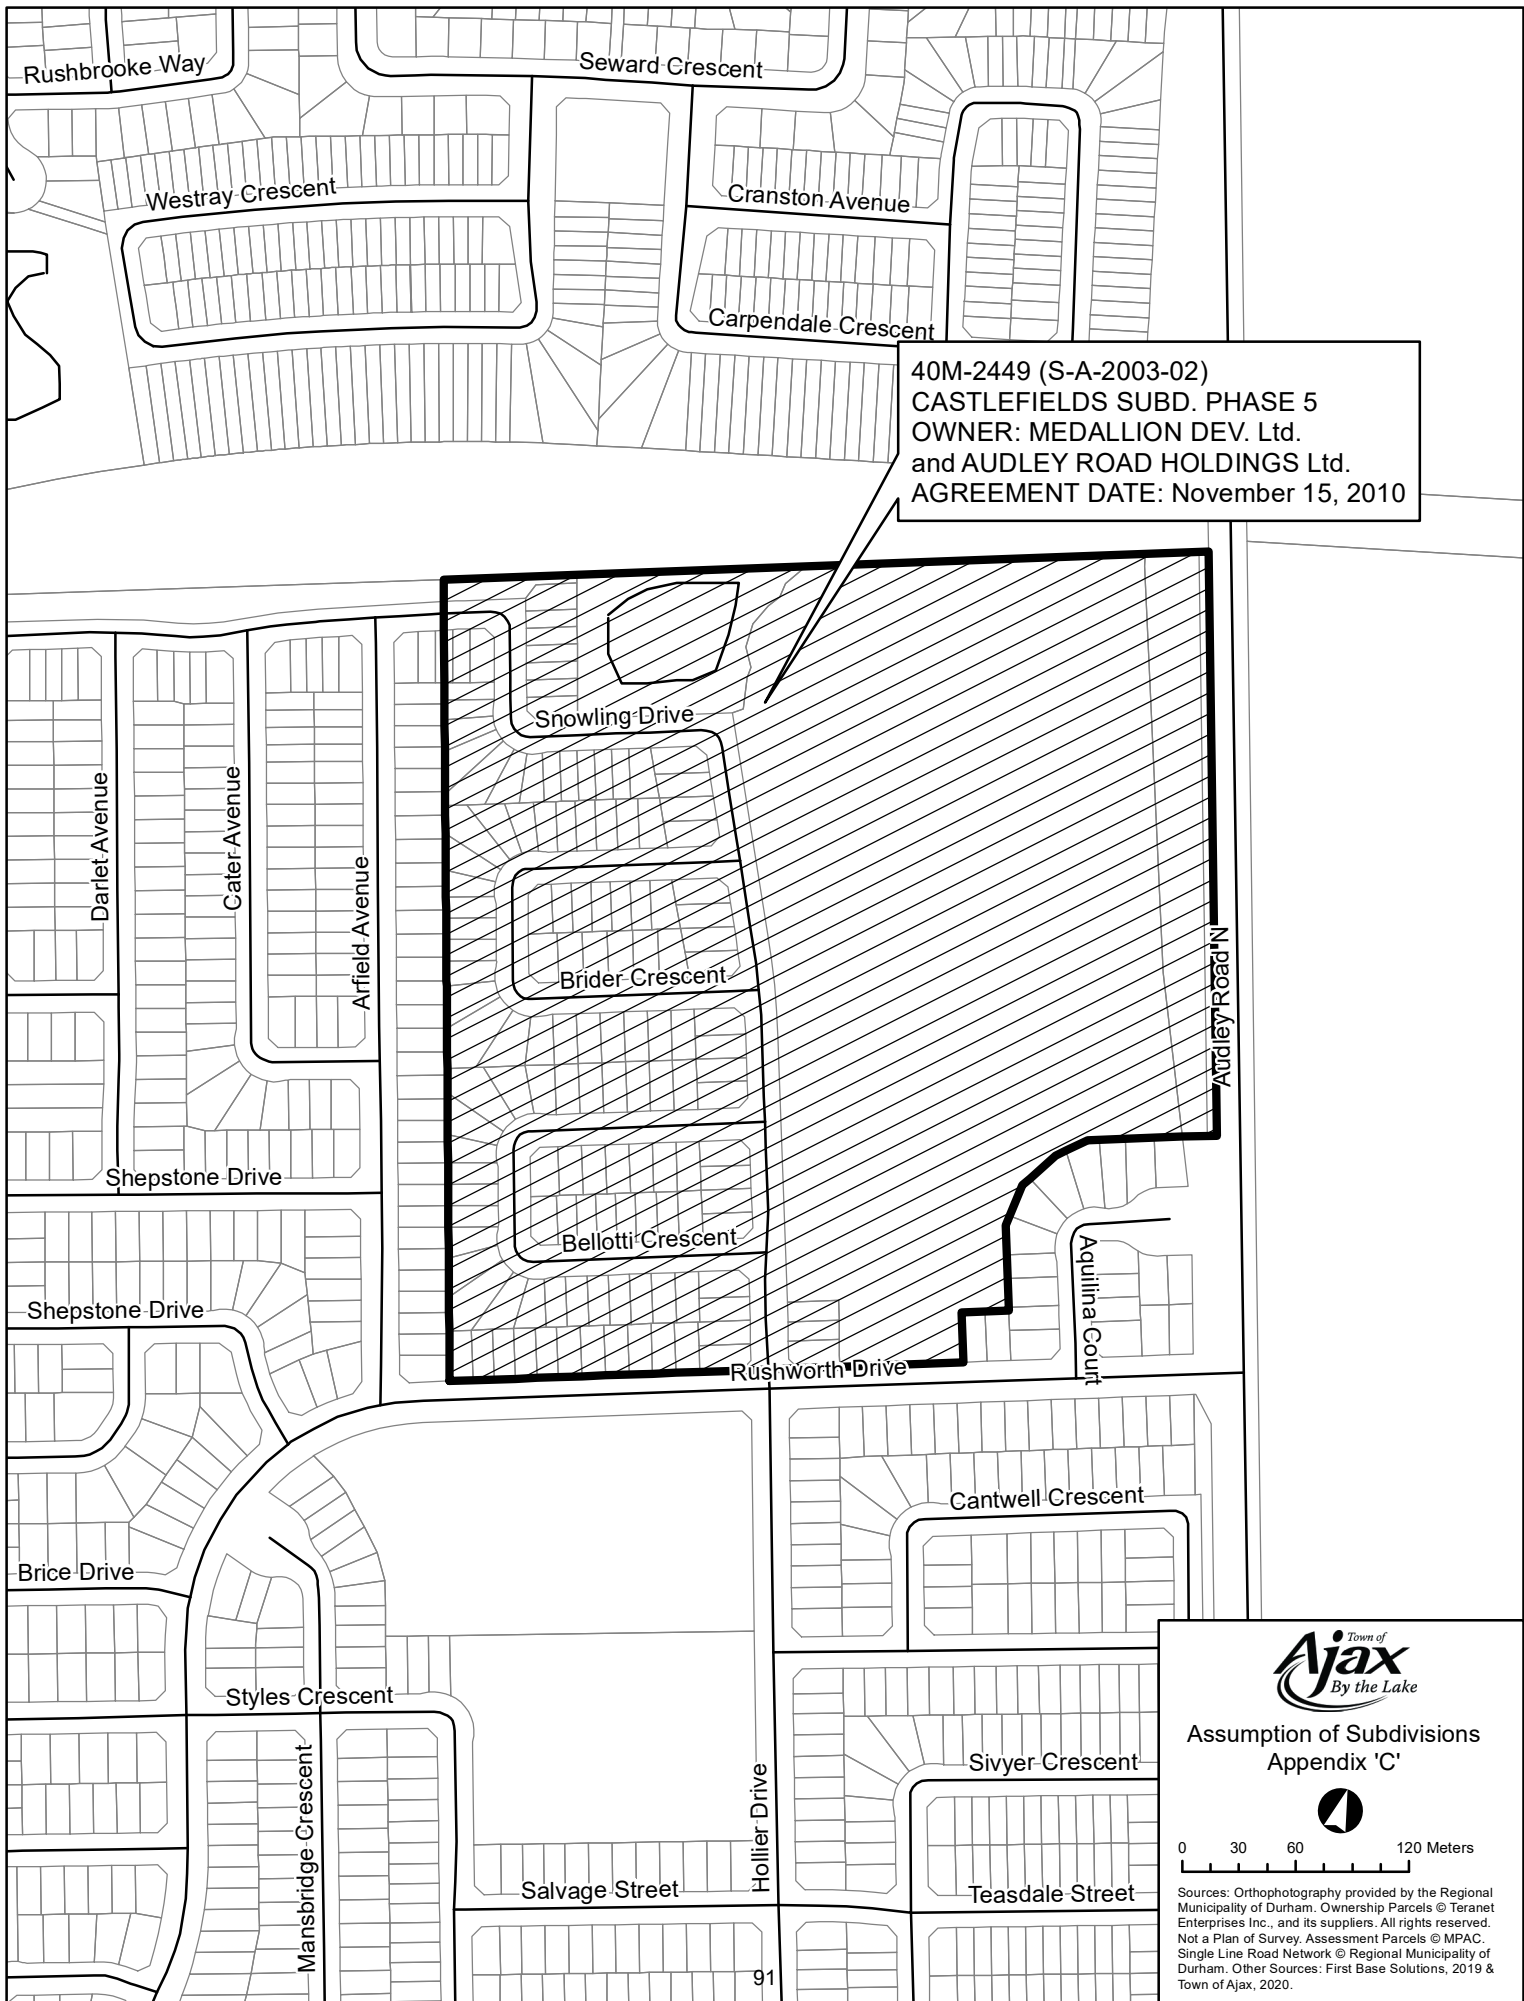 Rushbrooke Way
Seward Crescent
Westray Crescent
Cranston Avenue
Carpendale Crescent
40M-2449 (S-A-2003-02)
CASTLEFIELDS SUBD. PHASE 5
OWNER: MEDALLION DEV. Ltd.
and AUDLEY ROAD HOLDINGS Ltd.
AGREEMENT DATE: November 15, 2010
Snowling Drive
Darlet Avenue
Cater Avenue
Arfield Avenue
Brider Crescent
Audley Road N
Shepstone Drive
Bellotti Crescent
Aquilina Court
Shepstone Drive
Rushworth Drive
Cantwell Crescent
Brice Drive
Styles Crescent
Mansbridge Crescent
Hollier Drive
Sivyer Crescent
Salvage Street
Teasdale Street
91
Town of
Ajax
By the Lake
Assumption of Subdivisions
Appendix 'C'
0 30 60 120 Meters
Sources: Orthophotography provided by the Regional
Municipality of Durham. Ownership Parcels © Teranet
Enterprises Inc., and its suppliers. All rights reserved.
Not a Plan of Survey. Assessment Parcels © MPAC.
Single Line Road Network © Regional Municipality of
Durham. Other Sources: First Base Solutions, 2019 &
Town of Ajax, 2020.